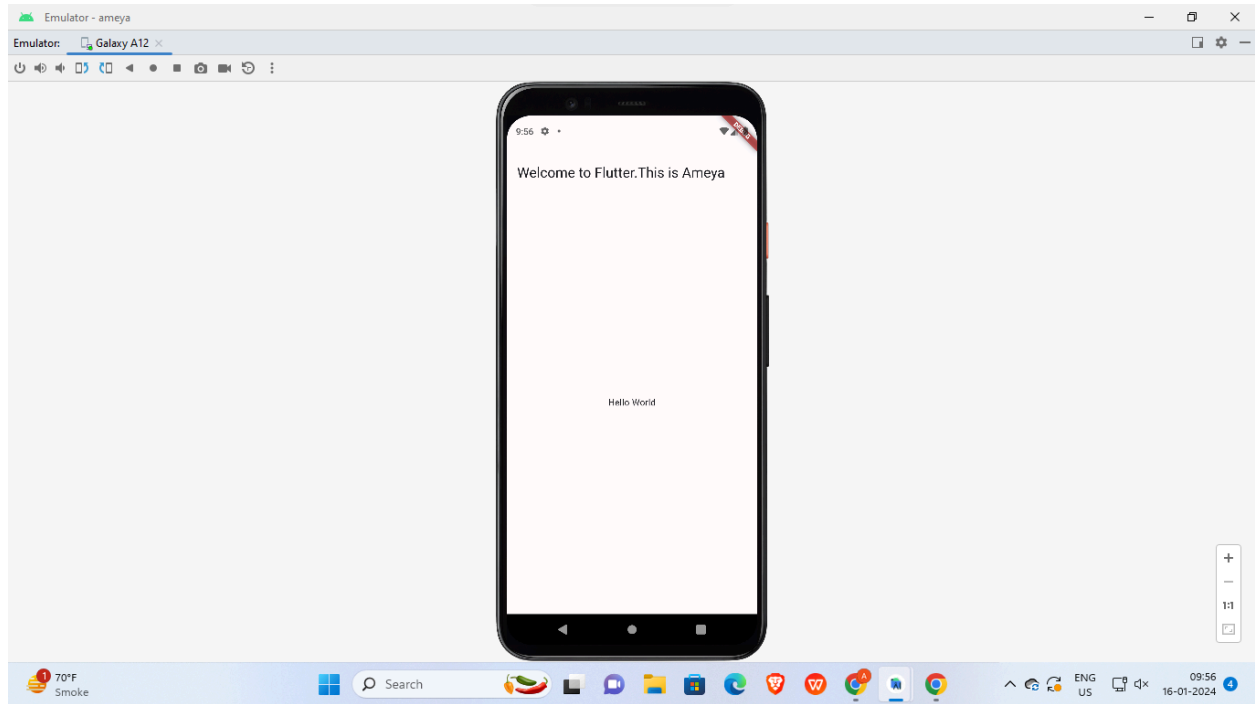 Emulator - ameya
Emulator: Galaxy A12
9:56
Welcome to Flutter.This is Ameya
Hello World
1:1
1
70°F
Smoke
Search
A
ENG
US
09:56
16-01-2024
4